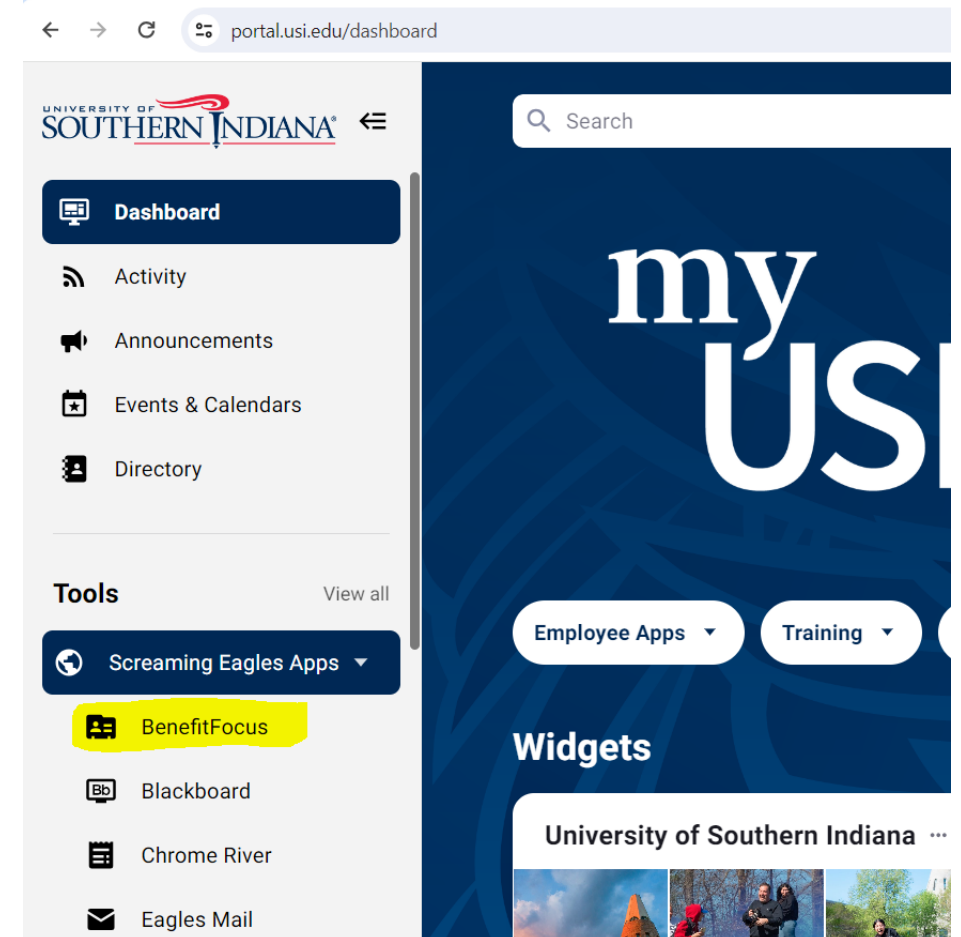 portal.usi.edu/dashboard
UNIVERSITY OF
SOUTHERN INDIANA®
Search
Dashboard
Activity
Announcements
Events & Calendars
Directory
my
USI
Tools
View all
Screaming Eagles Apps
BenefitFocus
Bb
Blackboard
Chrome River
Eagles Mail
Employee Apps
Training
Widgets
University of Southern Indiana